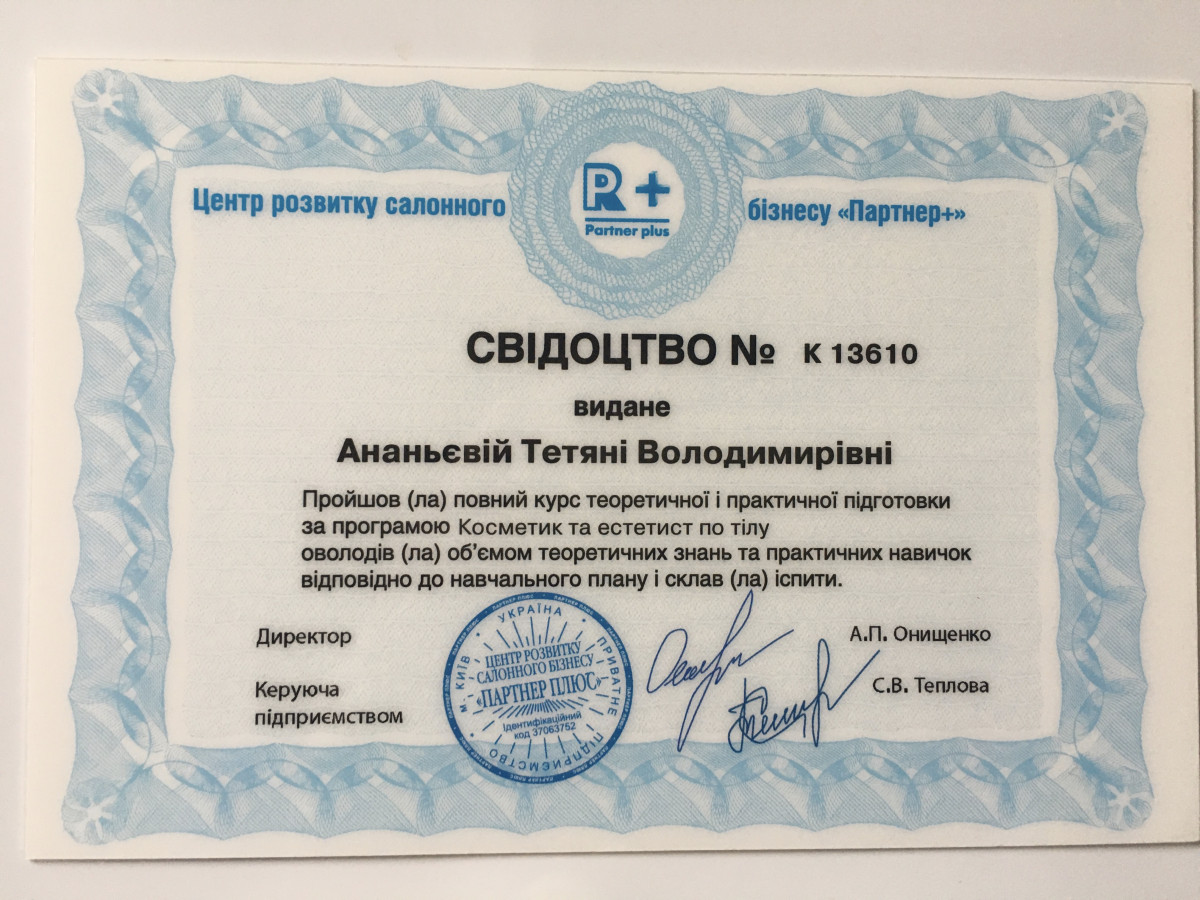 Центр розвитку салонного бізнесу «Партнер+»
R+
Partner plus
СВІДОЦТВО № К 13610
видане
Ананьєвій Тетяні Володимирівні
Пройшов (ла) повний курс теоретичної і практичної підготовки
за програмою Косметик та естетист по тілу
оволодів (ла) об’ємом теоретичних знань та практичних навичок
відповідно до навчального плану і склав (ла) іспити.
Директор
А.П. Онищенко
Керуюча
підприємством
С.В. Теплова
УКРАЇНА
ПРИВАТНЕ ПІДПРИЄМСТВО
м. КИЇВ
ЦЕНТР РОЗВИТКУ
САЛОННОГО БІЗНЕСУ
“ПАРТНЕР ПЛЮС”
Ідентифікаційний
код 37063752